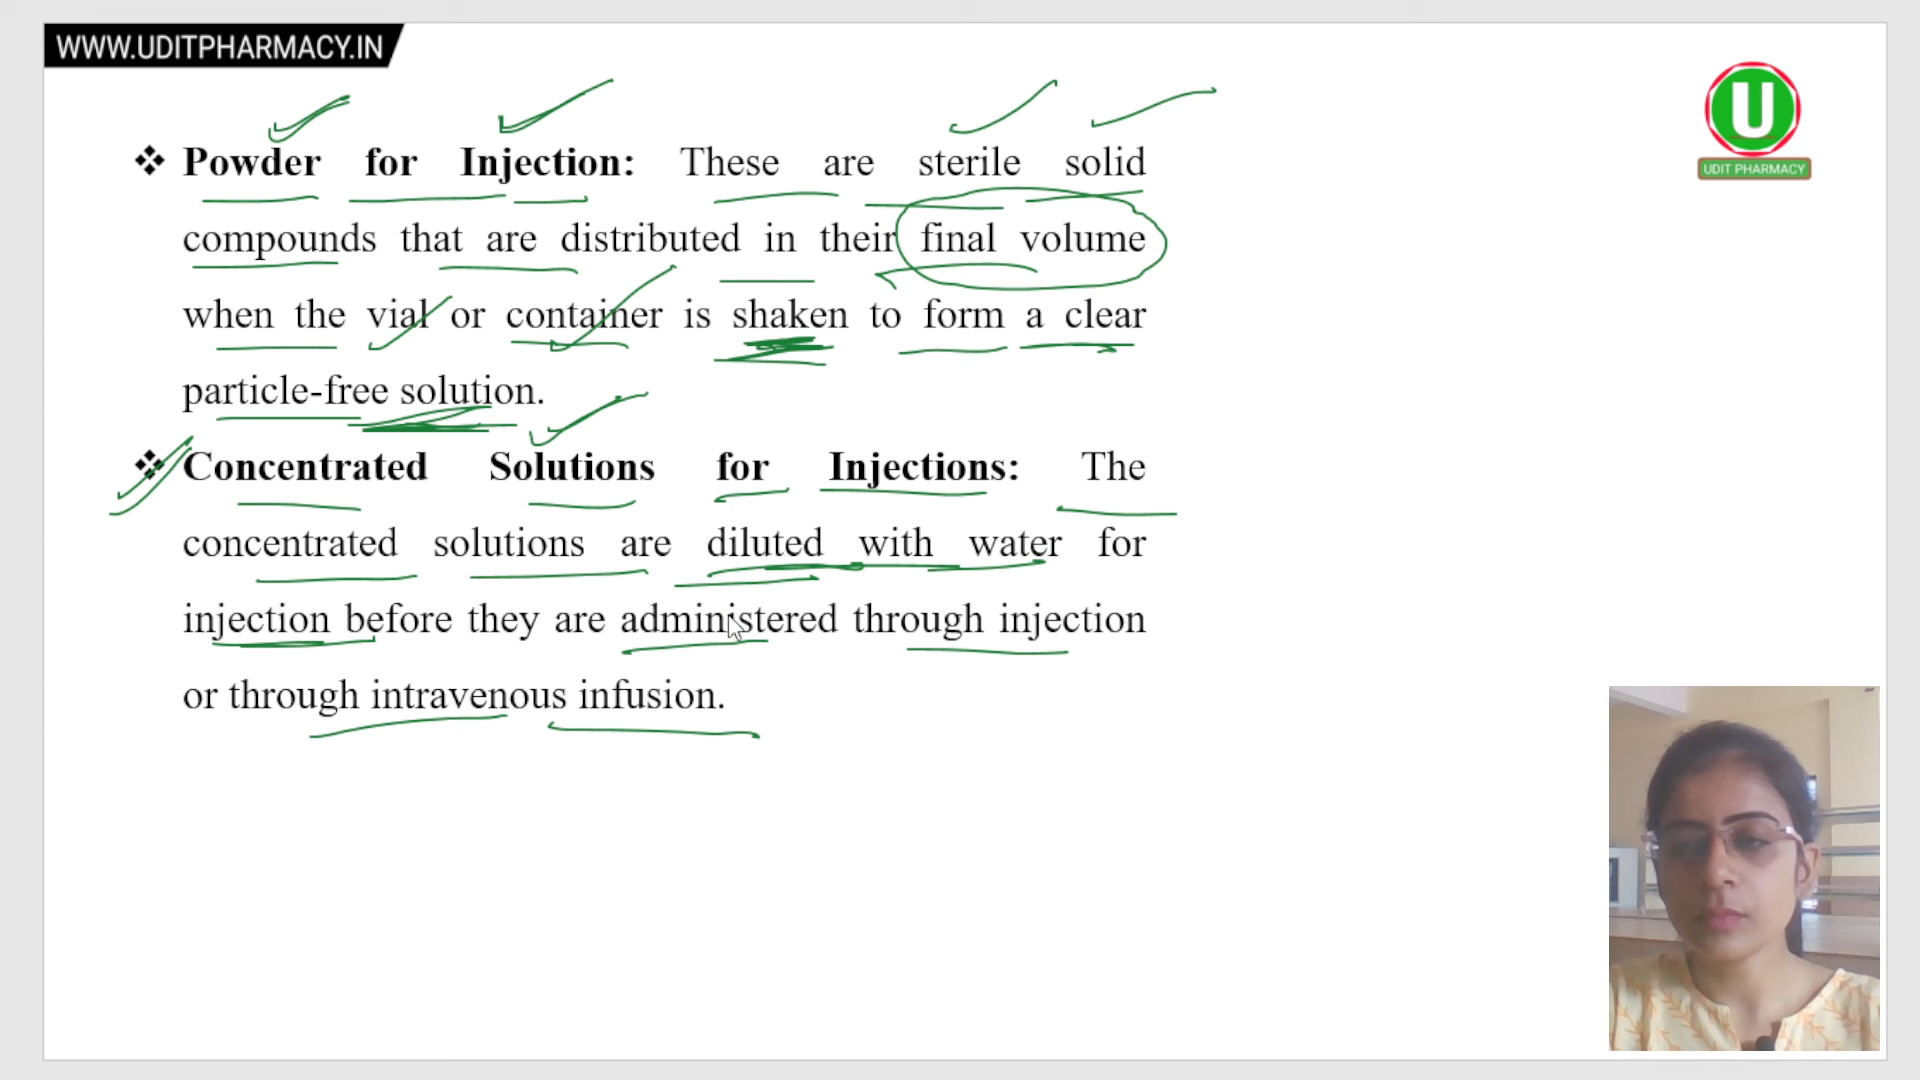 WWW.UDITPHARMACY.IN
U
UDIT PHARMACY
❖ Powder for Injection: These are sterile solid
compounds that are distributed in their final volume
when the vial or container is shaken to form a clear
particle-free solution.
❖ Concentrated Solutions for Injections: The
concentrated solutions are diluted with water for
injection before they are administered through injection
or through intravenous infusion.